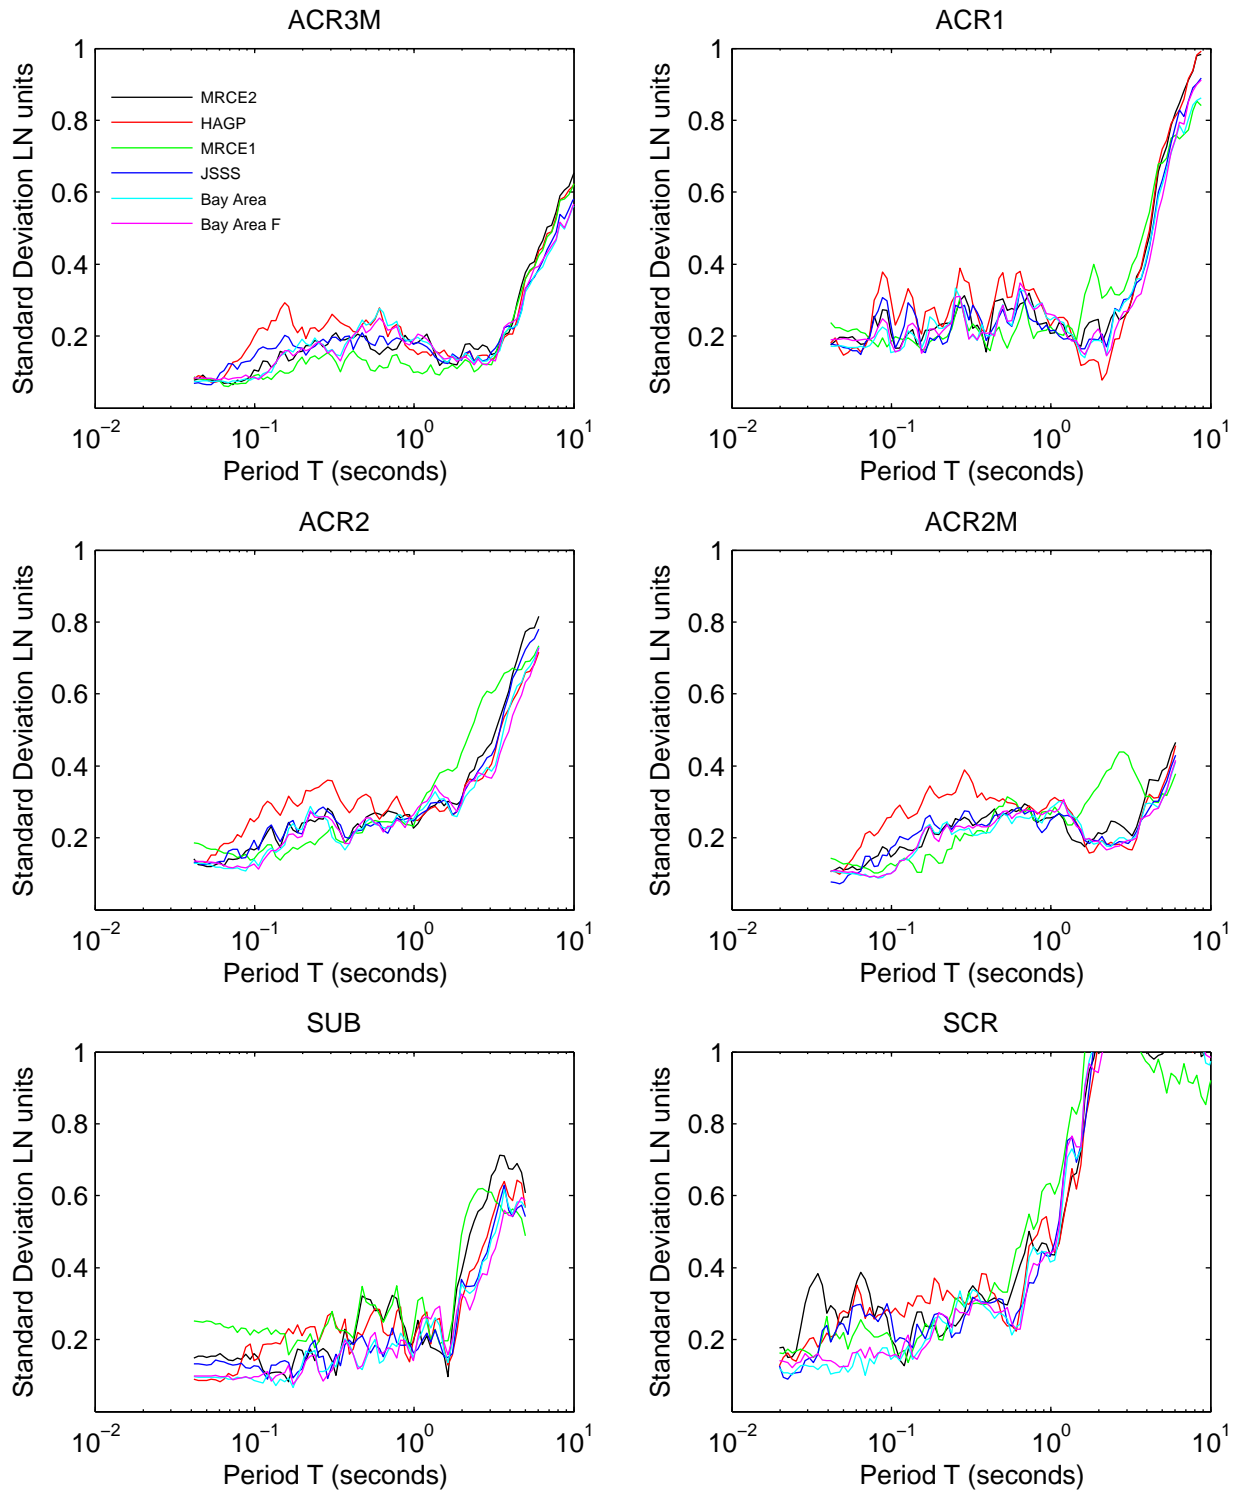 ACR3M
Standard Deviation LN units
1
0.8
0.6
0.4
0.2
MRCE2
HAGP
MRCE1
JSSS
Bay Area
Bay Area F
10⁻² 10⁻¹ 10⁰ 10¹
Period T (seconds)
ACR1
Standard Deviation LN units
1
0.8
0.6
0.4
0.2
10⁻² 10⁻¹ 10⁰ 10¹
Period T (seconds)
ACR2
Standard Deviation LN units
1
0.8
0.6
0.4
0.2
10⁻² 10⁻¹ 10⁰ 10¹
Period T (seconds)
ACR2M
Standard Deviation LN units
1
0.8
0.6
0.4
0.2
10⁻² 10⁻¹ 10⁰ 10¹
Period T (seconds)
SUB
Standard Deviation LN units
1
0.8
0.6
0.4
0.2
10⁻² 10⁻¹ 10⁰ 10¹
Period T (seconds)
SCR
Standard Deviation LN units
1
0.8
0.6
0.4
0.2
10⁻² 10⁻¹ 10⁰ 10¹
Period T (seconds)